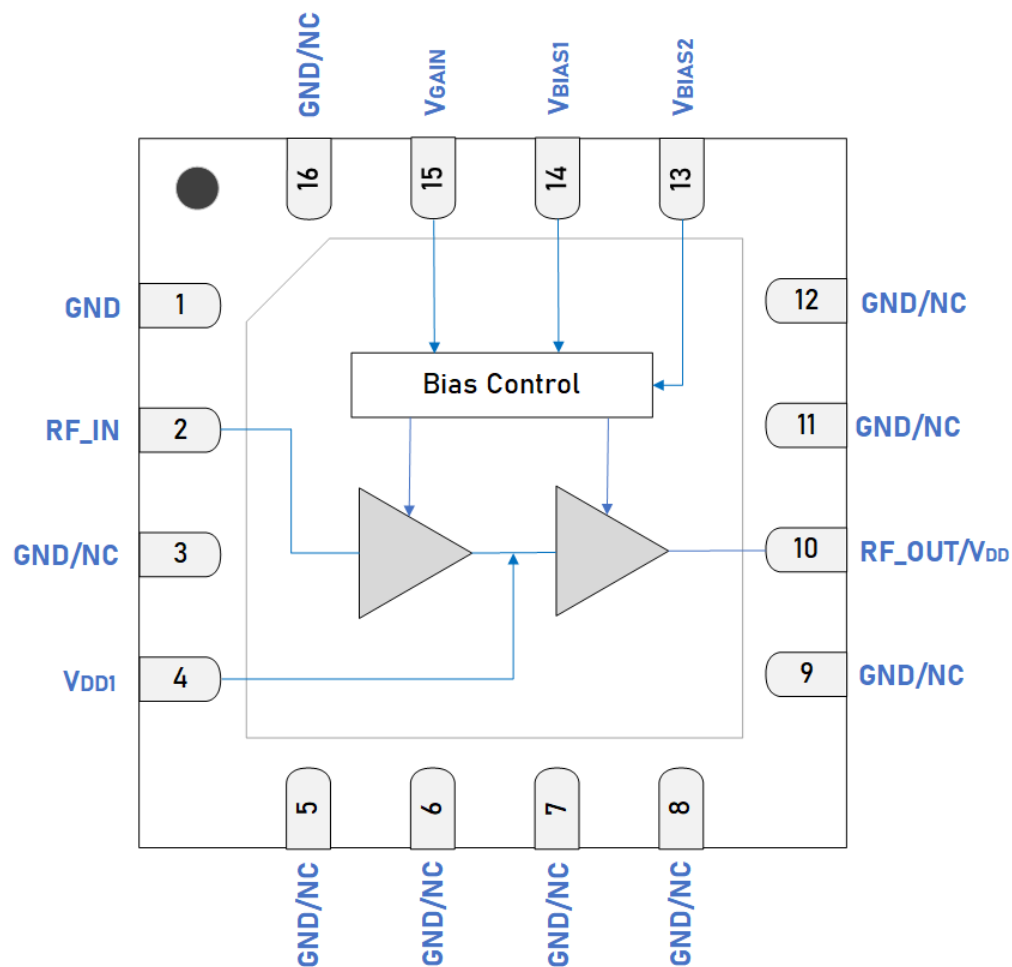 GND/NC
VGAIN
VBIAS1
VBIAS2
16
15
14
13
GND
1
12
GND/NC
RF_IN
2
Bias Control
11
GND/NC
GND/NC
3
10
RF_OUT/VDD
VDD1
4
9
GND/NC
5
6
7
8
GND/NC
GND/NC
GND/NC
GND/NC